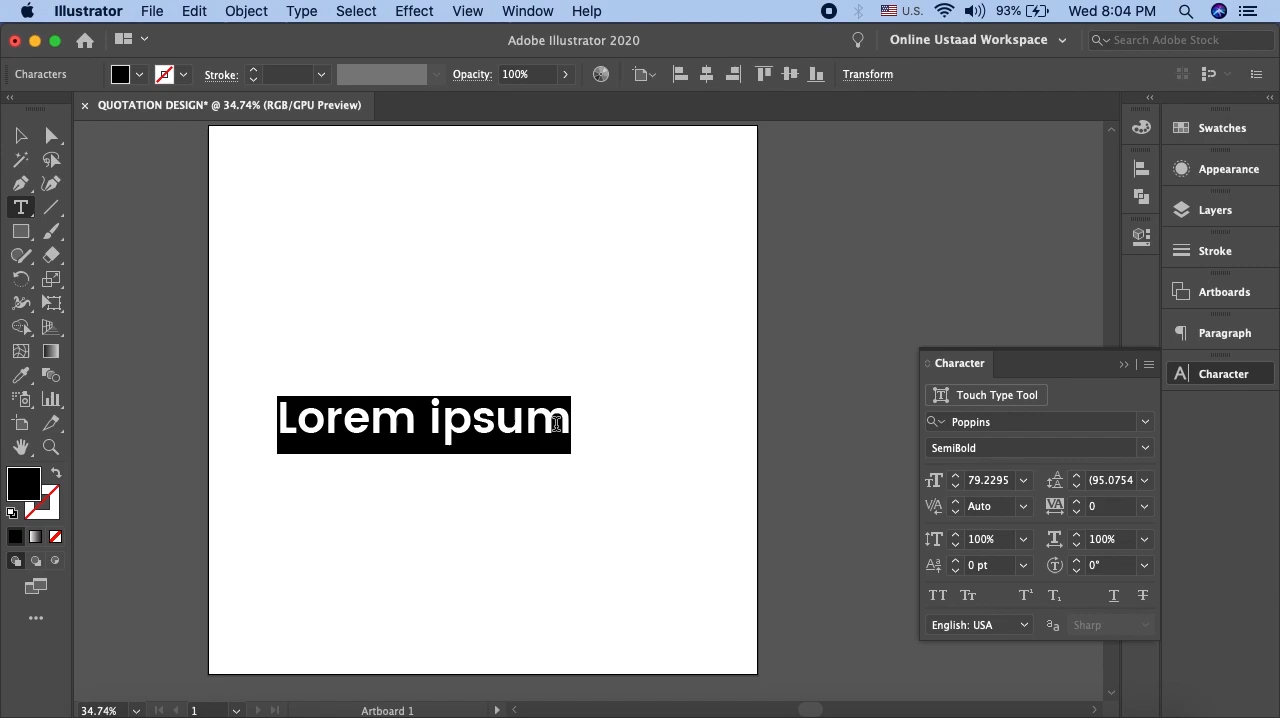 Illustrator File Edit Object Type Select Effect View Window Help U.S. 93% Wed 8:04 PM
Adobe Illustrator 2020 Online Ustaad Workspace Search Adobe Stock
Characters Stroke: Opacity: 100% Transform
QUOTATION DESIGN* @ 34.74% (RGB/GPU Preview)
Swatches
Appearance
Layers
Stroke
Artboards
Paragraph
Character
Lorem ipsum
Character
Touch Type Tool
Poppins
SemiBold
79.2295 (95.0754
Auto 0
100% 100%
0 pt 0°
English: USA Sharp
34.74% 1 Artboard 1